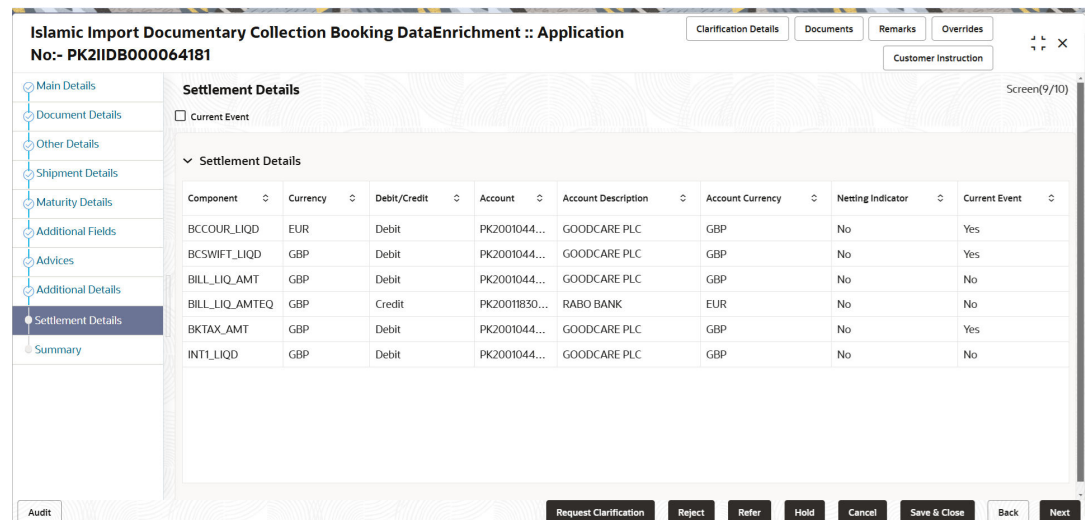 Islamic Import Documentary Collection Booking DataEnrichment :: Application
No:- PK2IIDB000064181
Clarification Details
Documents
Remarks
Overrides
Customer Instruction
Main Details
Document Details
Other Details
Shipment Details
Maturity Details
Additional Fields
Advices
Additional Details
Settlement Details
Summary
Settlement Details
Screen(9/10)
Current Event
Settlement Details
Component Currency Debit/Credit Account Account Description Account Currency Netting Indicator Current Event
BCCOUR_LIQD EUR Debit PK2001044... GOODCARE PLC GBP No Yes
BCSWIFT_LIQD GBP Debit PK2001044... GOODCARE PLC GBP No Yes
BILL_LIQ_AMT GBP Debit PK2001044... GOODCARE PLC GBP No No
BILL_LIQ_AMTEQ GBP Credit PK20011830... RABO BANK EUR No No
BKTAX_AMT GBP Debit PK2001044... GOODCARE PLC GBP No Yes
INT1_LIQD GBP Debit PK2001044... GOODCARE PLC GBP No No
Audit
Request Clarification
Reject
Refer
Hold
Cancel
Save & Close
Back
Next